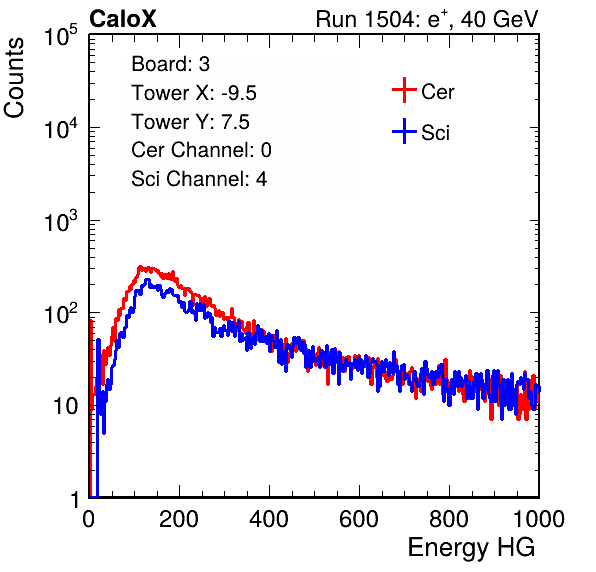 CaloX Run 1504: e⁺, 40 GeV
Counts
Board: 3
Tower X: -9.5
Tower Y: 7.5
Cer Channel: 0
Sci Channel: 4
Cer
Sci
10⁵
10⁴
10³
10²
10
1
0 200 400 600 800 1000
Energy HG